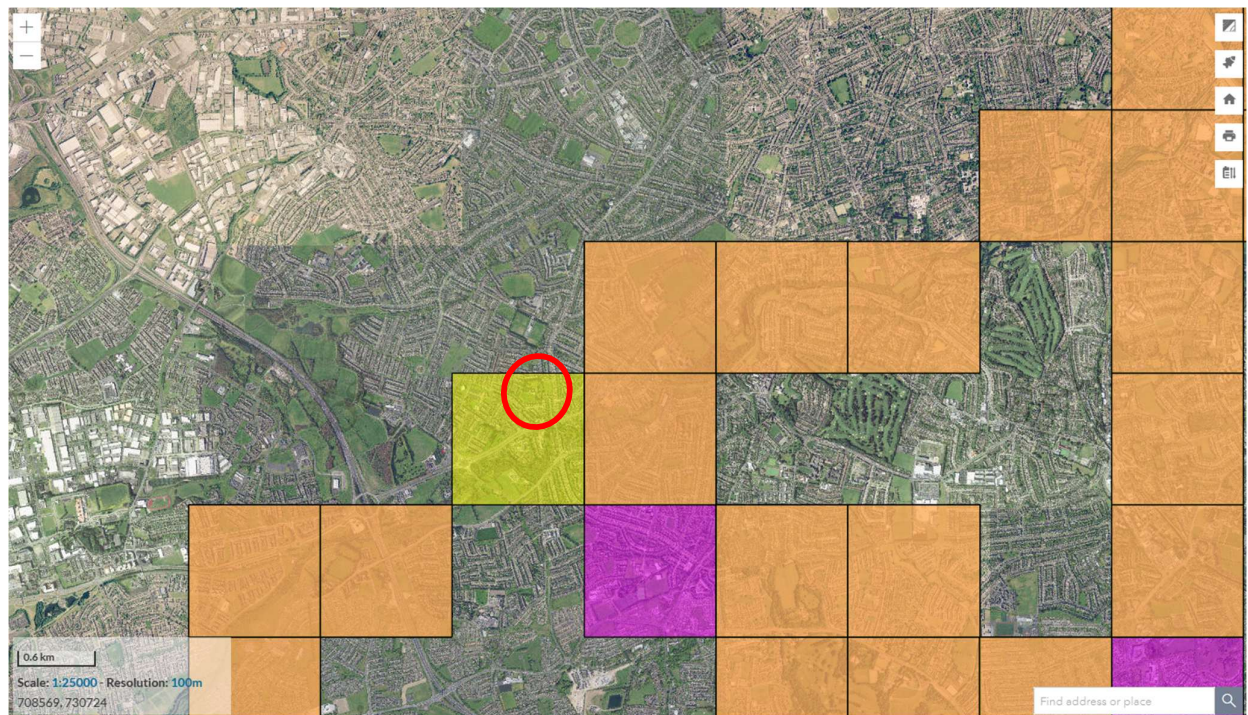 0.6 km
Scale: 1:25000 - Resolution: 100m
708569, 730724
Find address or place